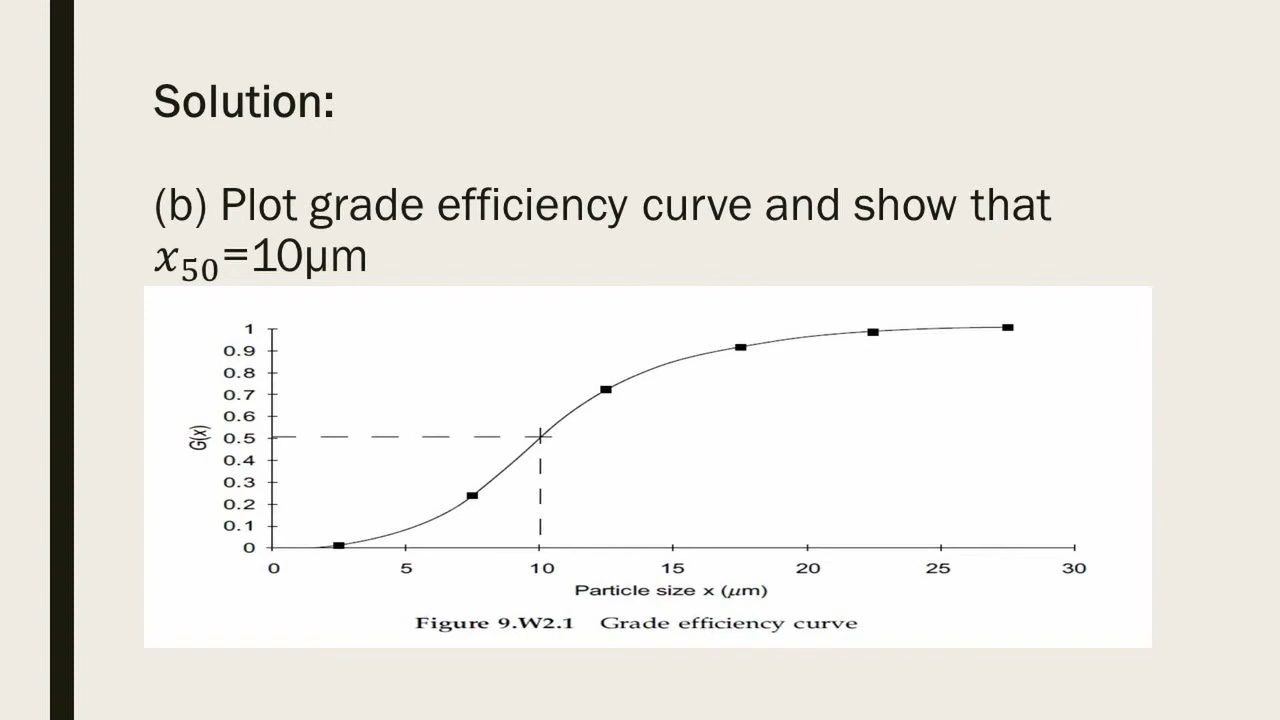 Solution:
(b) Plot grade efficiency curve and show that
𝑥50=10µm
1
0.9
0.8
0.7
0.6
0.5
0.4
0.3
0.2
0.1
0
G(x)
0 5 10 15 20 25 30
Particle size x (µm)
Figure 9.W2.1 Grade efficiency curve